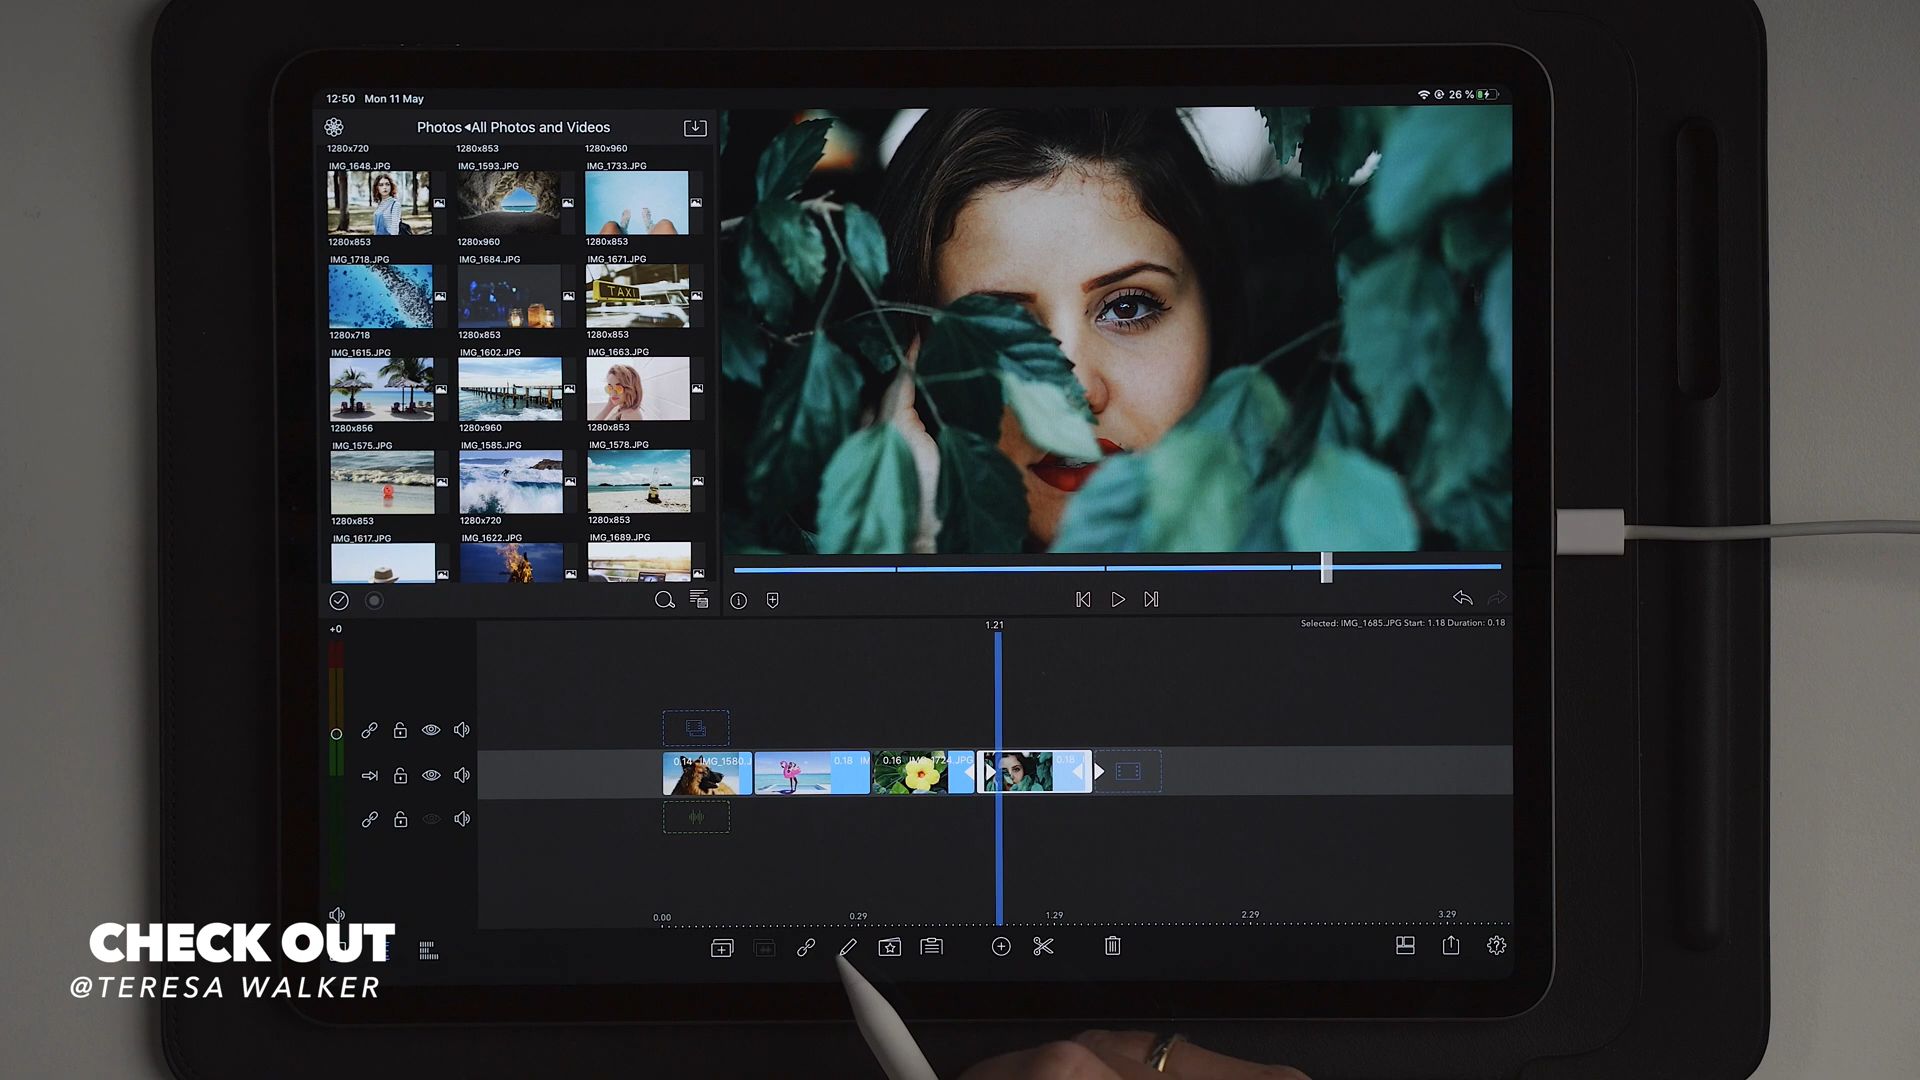 12:50 Mon 11 May
26 %
Photos◂All Photos and Videos
1280x720 1280x853 1280x960
IMG_1648.JPG IMG_1593.JPG IMG_1733.JPG
1280x853 1280x960 1280x853
IMG_1718.JPG IMG_1684.JPG IMG_1671.JPG
TAXI
1280x718 1280x853 1280x853
IMG_1615.JPG IMG_1602.JPG IMG_1663.JPG
1280x856 1280x960 1280x853
IMG_1575.JPG IMG_1585.JPG IMG_1578.JPG
1280x853 1280x720 1280x853
IMG_1617.JPG IMG_1622.JPG IMG_1689.JPG
+0
1.21
Selected: IMG_1685.JPG Start: 1.18 Duration: 0.18
0.14 IMG_1580.J 0.18 IM 0.16 IMG_1724.JPG 0.18
0.00 0.29 1.29 2.29 3.29
CHECK OUT
@TERESA WALKER